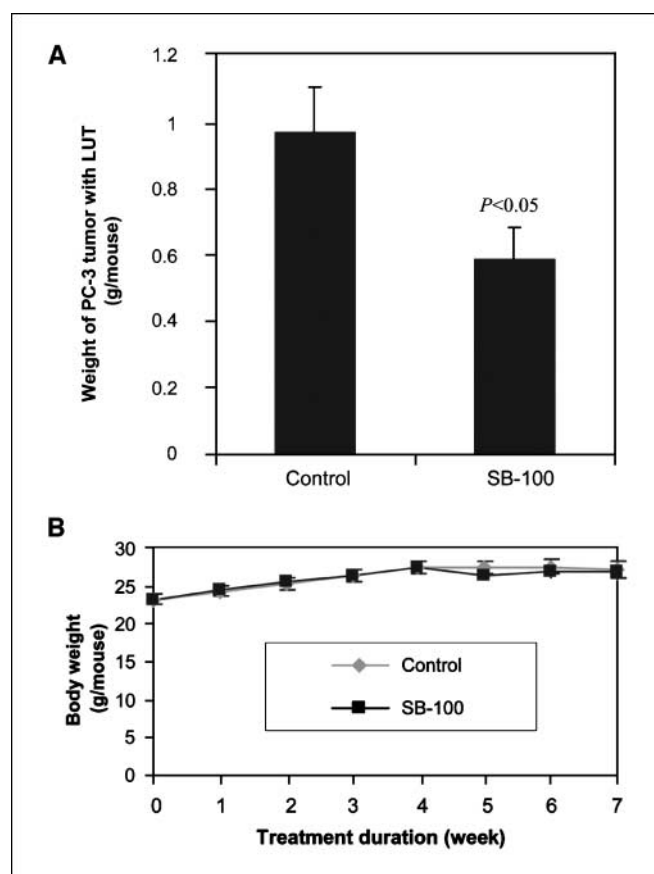 A
Weight of PC-3 tumor with LUT
(g/mouse)
1.2
1
0.8
0.6
0.4
0.2
0
P<0.05
Control
SB-100
B
Body weight
(g/mouse)
30
25
20
15
10
5
0
Control
SB-100
0 1 2 3 4 5 6 7
Treatment duration (week)